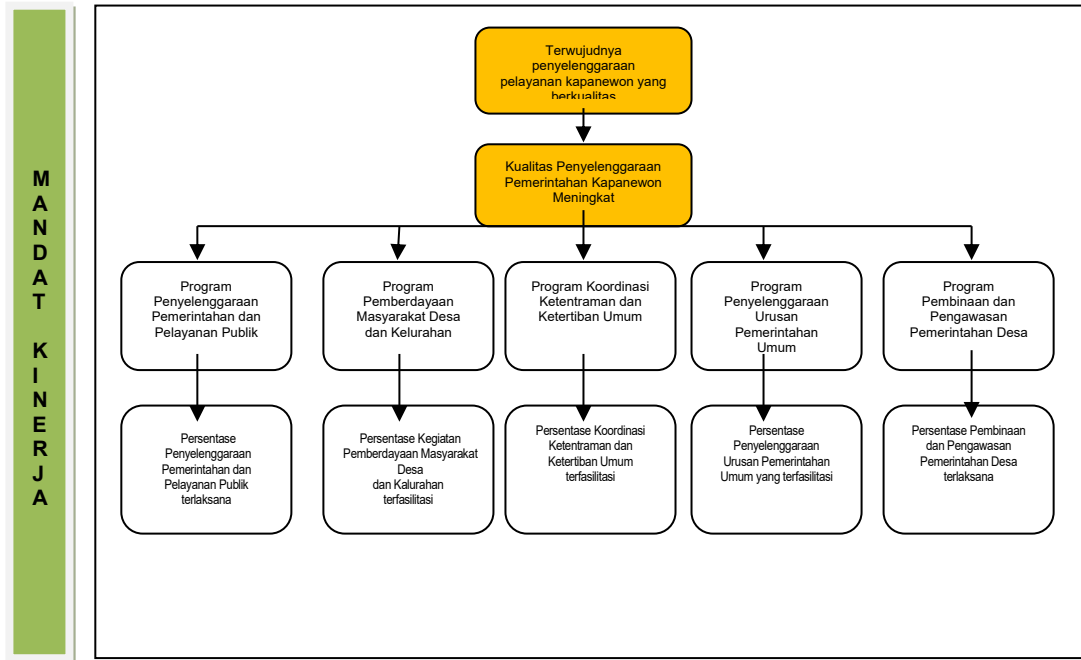 MANDAT KINERJA
Terwujudnya
penyelenggaraan
pelayanan kapanewon yang
berkualitas
Kualitas Penyelenggaraan
Pemerintahan Kapanewon
Meningkat
Program
Penyelenggaraan
Pemerintahan dan
Pelayanan Publik
Program
Pemberdayaan
Masyarakat Desa
dan Kelurahan
Program Koordinasi
Ketentraman dan
Ketertiban Umum
Program
Penyelenggaraan
Urusan
Pemerintahan
Umum
Program
Pembinaan dan
Pengawasan
Pemerintahan Desa
Persentase
Penyelenggaraan
Pemerintahan dan
Pelayanan Publik
terlaksana
Persentase Kegiatan
Pemberdayaan Masyarakat
Desa
dan Kalurahan
terfasilitasi
Persentase Koordinasi
Ketentraman dan
Ketertiban Umum
terfasilitasi
Persentase
Penyelenggaraan
Urusan Pemerintahan
Umum yang terfasilitasi
Persentase Pembinaan
dan Pengawasan
Pemerintahan Desa
terlaksana